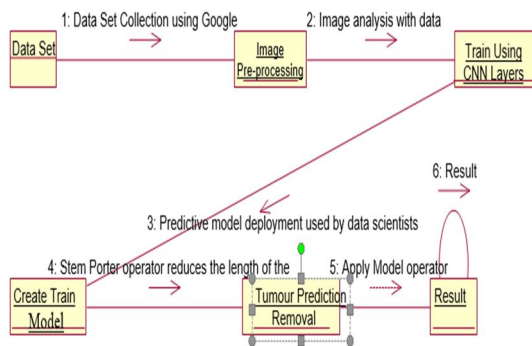 1: Data Set Collection using Google
2: Image analysis with data
Data Set
Image
Pre-processing
Train Using
CNN Layers
6: Result
3: Predictive model deployment used by data scientists
4: Stem Porter operator reduces the length of the
5: Apply Model operator
Create Train
Model
Tumour Prediction
Removal
Result